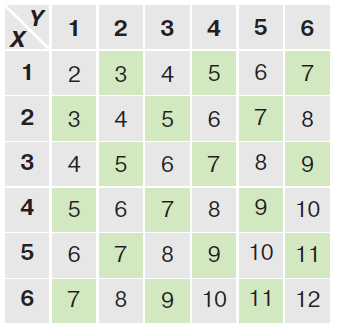 Y
X 1 2 3 4 5 6
1 2 3 4 5 6 7
2 3 4 5 6 7 8
3 4 5 6 7 8 9
4 5 6 7 8 9 10
5 6 7 8 9 10 11
6 7 8 9 10 11 12